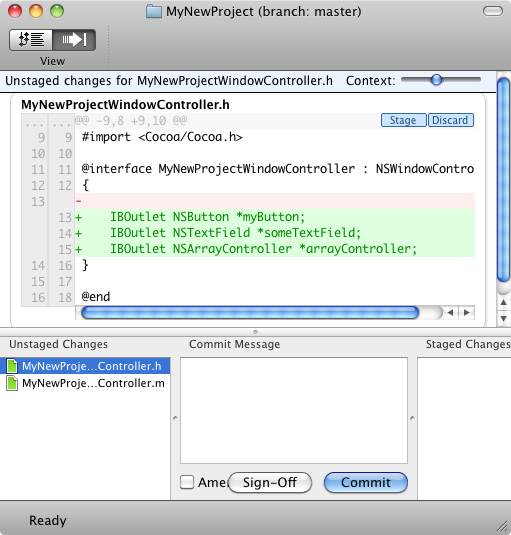 MyNewProject (branch: master)
View
Unstaged changes for MyNewProjectWindowController.h Context:
MyNewProjectWindowController.h
... ... @@ -9,8 +9,10 @@ Stage Discard
9 9 #import <Cocoa/Cocoa.h>
10 10
11 11 @interface MyNewProjectWindowController : NSWindowContro
12 12 {
13 -
13 + IBOutlet NSButton *myButton;
14 + IBOutlet NSTextField *someTextField;
15 + IBOutlet NSArrayController *arrayController;
14 16 }
15 17
16 18 @end
Unstaged Changes Commit Message Staged Changes
MyNewProje...Controller.h
MyNewProje...Controller.m
Ame Sign-Off Commit
Ready